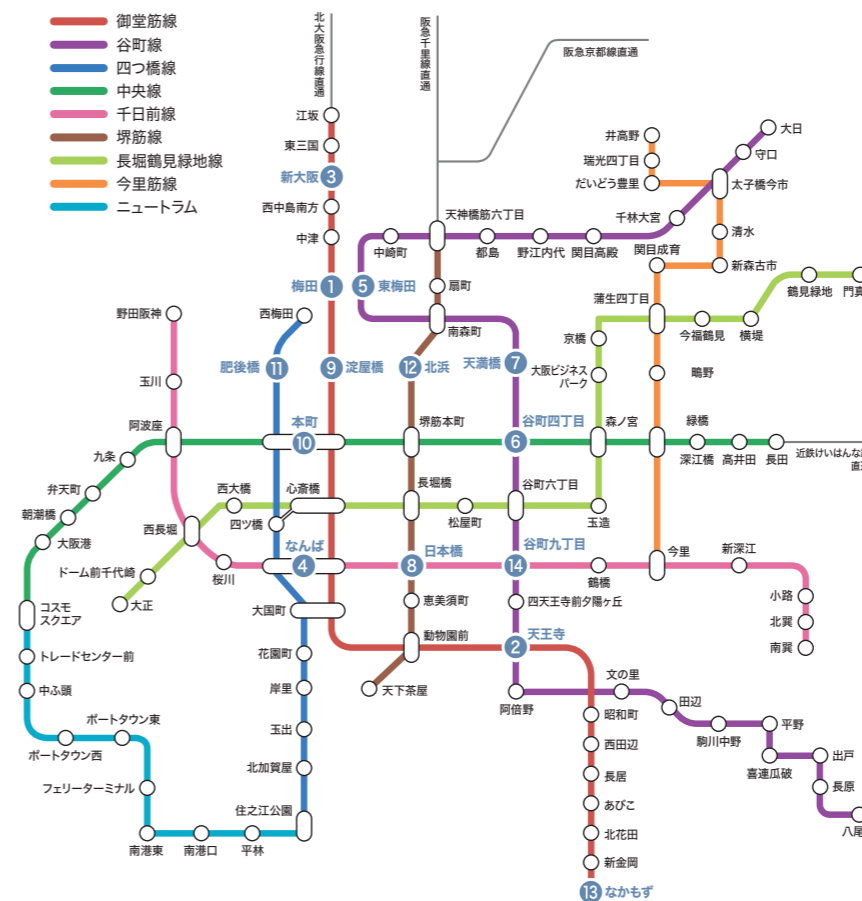 御堂筋線
谷町線
四つ橋線
中央線
千日前線
堺筋線
長堀鶴見緑地線
今里筋線
ニュートラム
北大阪急行線直通
阪急千里線直通
阪急京都線直通
江坂
東三国
新大阪
3
西中島南方
中津
梅田
1
5
東梅田
中崎町
天神橋筋六丁目
都島
野江内代
関目高殿
千林大宮
関目成育
井高野
瑞光四丁目
だいどう豊里
大日
守口
太子橋今市
清水
新森古市
鶴見緑地
門真
蒲生四丁目
今福鶴見
横堤
扇町
南森町
野田阪神
西梅田
玉川
肥後橋
11
9
淀屋橋
12
北浜
天満橋
7
京橋
大阪ビジネス
パーク
鴫野
阿波座
本町
10
堺筋本町
谷町四丁目
6
森ノ宮
緑橋
深江橋
高井田
長田
近鉄けいはんな
九条
弁天町
朝潮橋
大阪港
西大橋
心斎橋
四ツ橋
長堀橋
松屋町
谷町六丁目
玉造
西長堀
ドーム前千代崎
大正
桜川
なんば
4
日本橋
8
谷町九丁目
14
鶴橋
今里
新深江
小路
北巽
南巽
コスモ
スクエア
トレードセンター前
中ふ頭
ポートタウン東
ポートタウン西
フェリーターミナル
南港東
南港口
平林
住之江公園
大国町
花園町
岸里
玉出
北加賀屋
恵美須町
動物園前
天下茶屋
四天王寺前夕陽ヶ丘
天王寺
2
阿倍野
文の里
田辺
駒川中野
平野
喜連瓜破
出戸
長原
八尾
昭和町
西田辺
長居
あびこ
北花田
新金岡
13
なかもず